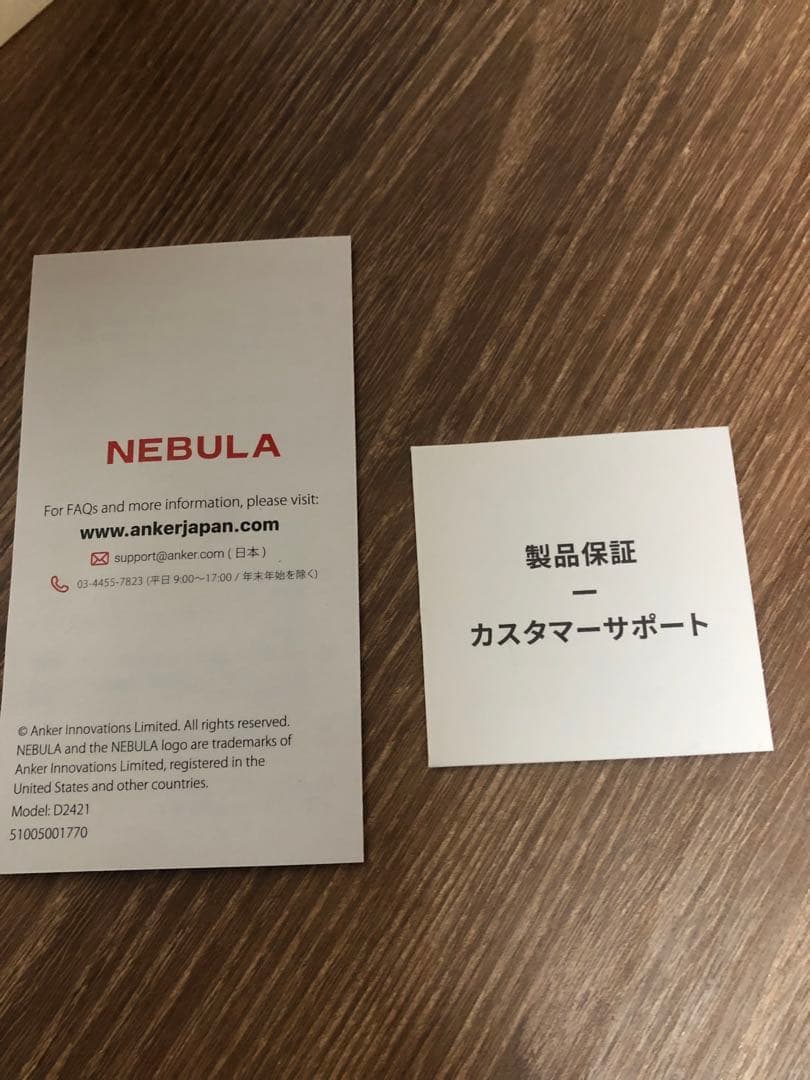 NEBULA
For FAQs and more information, please visit:
www.ankerjapan.com
support@anker.com ( 日本 )
03-4455-7823 (平日 9:00〜17:00 / 年末年始を除く)
© Anker Innovations Limited. All rights reserved.
NEBULA and the NEBULA logo are trademarks of
Anker Innovations Limited, registered in the
United States and other countries.
Model: D2421
51005001770
製品保証
ー
カスタマーサポート